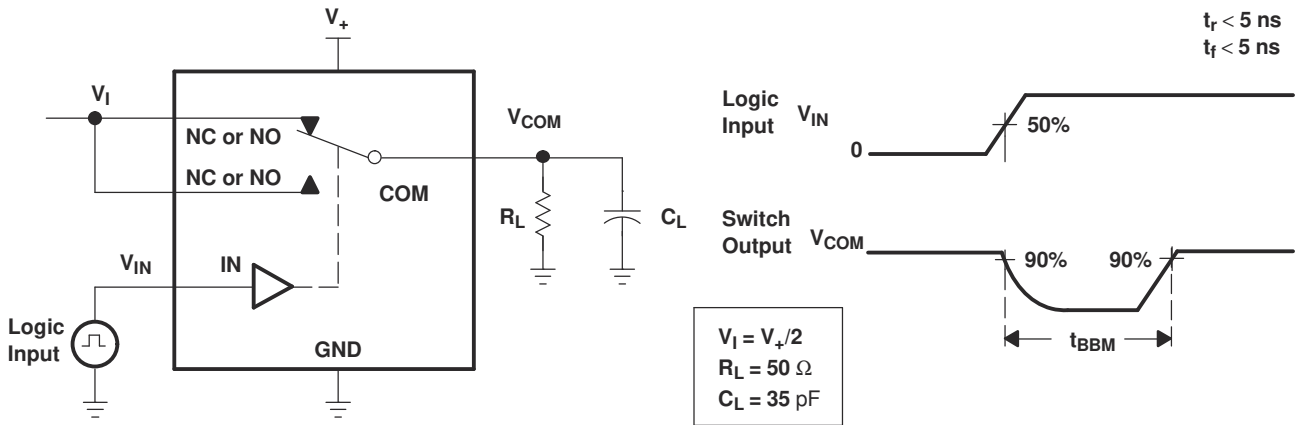 V+
VI
NC or NO
NC or NO
COM
VCOM
RL
CL
VIN
IN
Logic
Input
GND
VI = V+/2
RL = 50 Ω
CL = 35 pF
tr < 5 ns
tf < 5 ns
Logic
Input
VIN
50%
0
Switch
Output
VCOM
90%
90%
tBBM